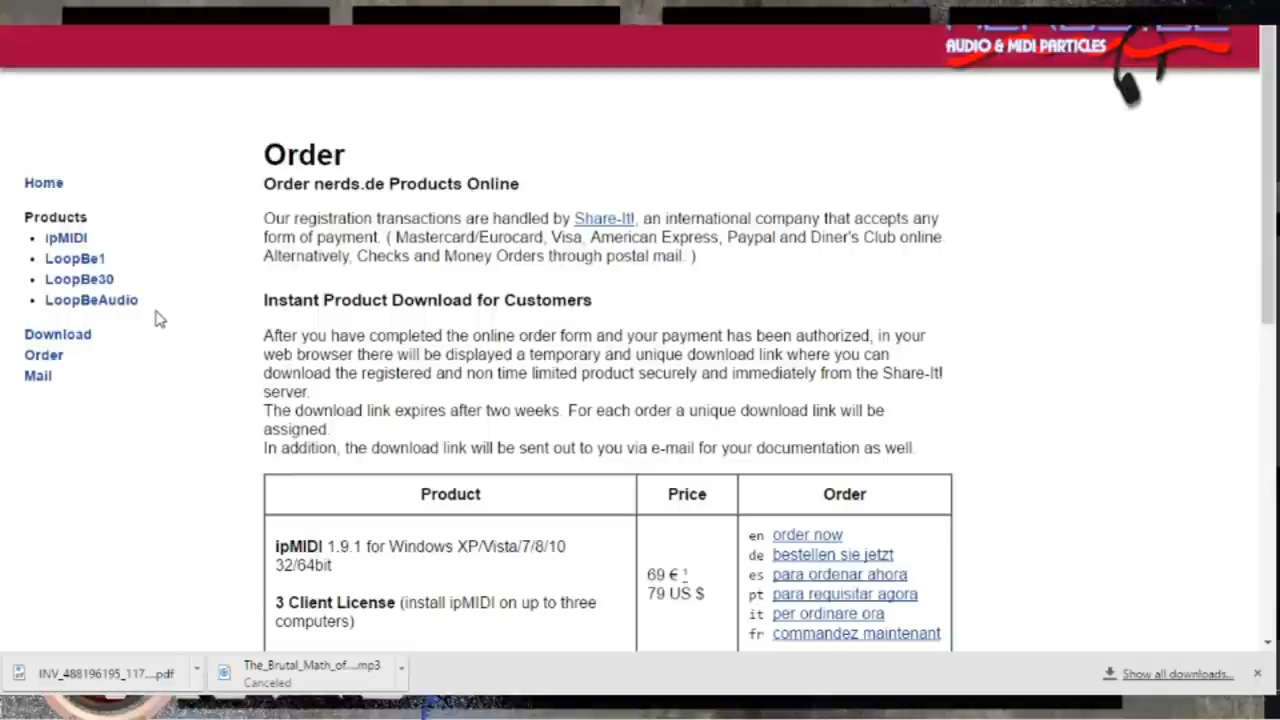 AUDIO & MIDI PARTICLES
Order
Order nerds.de Products Online
Home
Products
• ipMIDI
• LoopBe1
• LoopBe30
• LoopBeAudio
Download
Order
Mail
Our registration transactions are handled by Share-It!, an international company that accepts any
form of payment. ( Mastercard/Eurocard, Visa, American Express, Paypal and Diner's Club online.
Alternatively, Checks and Money Orders through postal mail. )
Instant Product Download for Customers
After you have completed the online order form and your payment has been authorized, in your
web browser there will be displayed a temporary and unique download link where you can
download the registered and non time limited product securely and immediately from the Share-It!
server.
The download link expires after two weeks. For each order a unique download link will be
assigned.
In addition, the download link will be sent out to you via e-mail for your documentation as well.
Product Price Order
ipMIDI 1.9.1 for Windows XP/Vista/7/8/10
32/64bit
3 Client License (install ipMIDI on up to three
computers)
69 € ¹
79 US $
en order now
de bestellen sie jetzt
es para ordenar ahora
pt para requisitar agora
it per ordinare ora
fr commandez maintenant
INV_488196195_117....pdf
The_Brutal_Math_of....mp3
Canceled
Show all downloads...